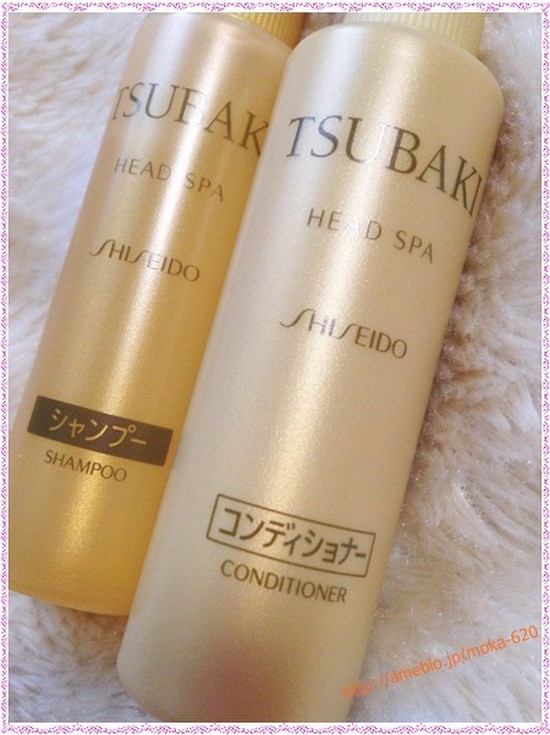 TSUBAK
HEAD SPA
SHISEIDO
シャンプー
SHAMPOO
TSUBAKI
HEAD SPA
SHISEIDO
コンディショナー
CONDITIONER
http://ameblo.jp/moka-620